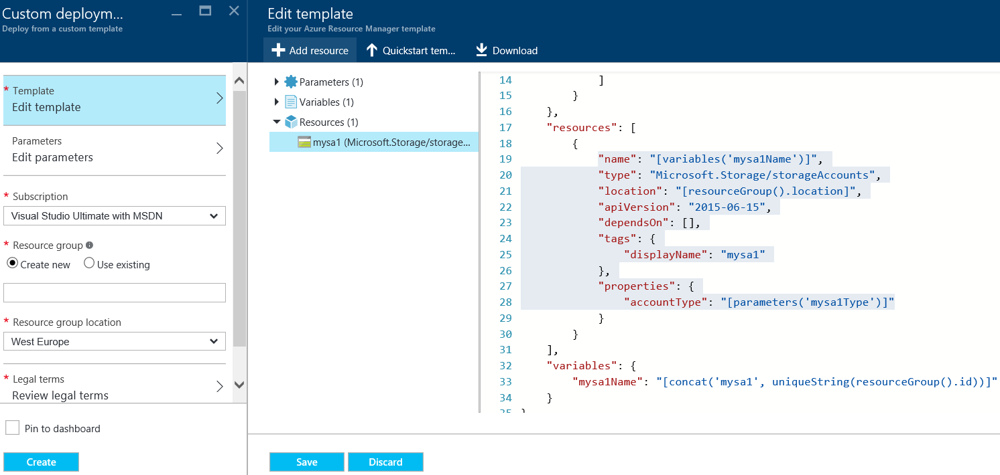 Custom deploym...
Deploy from a custom template
* Template
Edit template
Parameters
Edit parameters
* Subscription
Visual Studio Ultimate with MSDN
* Resource group
Create new Use existing
* Resource group location
West Europe
* Legal terms
Review legal terms
Pin to dashboard
Create
Edit template
Edit your Azure Resource Manager template
Add resource Quickstart tem... Download
Parameters (1)
Variables (1)
Resources (1)
mysa1 (Microsoft.Storage/storage...
14 ]
15 }
16 },
17 "resources": [
18 {
19 "name": "[variables('mysa1Name')]",
20 "type": "Microsoft.Storage/storageAccounts",
21 "location": "[resourceGroup().location]",
22 "apiVersion": "2015-06-15",
23 "dependsOn": [],
24 "tags": {
25 "displayName": "mysa1"
26 },
27 "properties": {
28 "accountType": "[parameters('mysa1Type')]"
29 }
30 }
31 ],
32 "variables": {
33 "mysa1Name": "[concat('mysa1', uniqueString(resourceGroup().id))]"
34 }
35 }
Save Discard